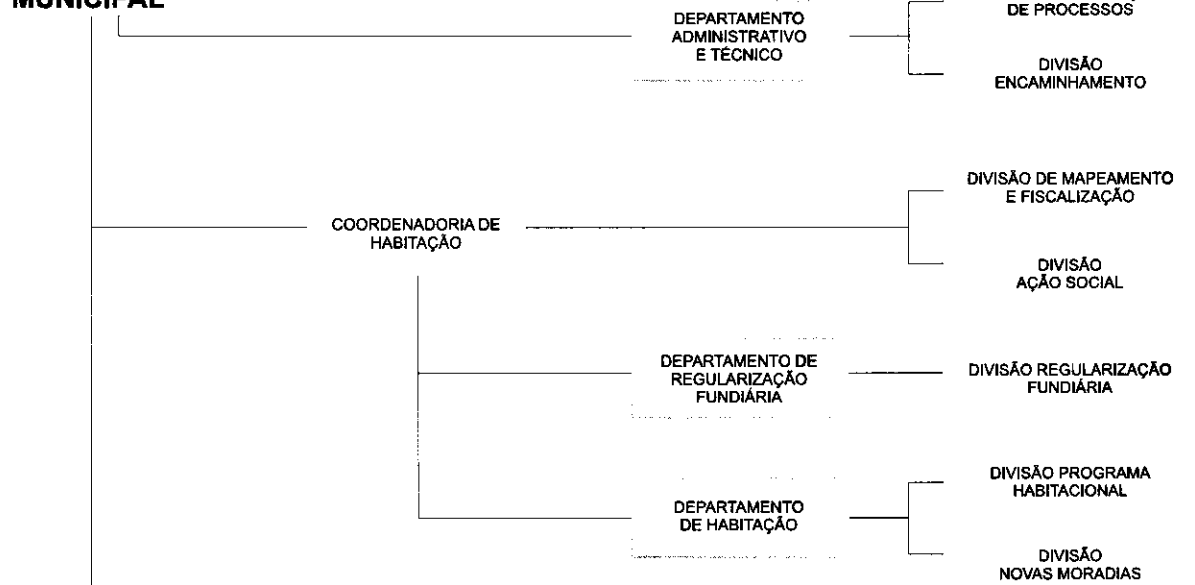 MUNICIPAL
DEPARTAMENTO
ADMINISTRATIVO
E TÉCNICO
DE PROCESSOS
DIVISÃO
ENCAMINHAMENTO
COORDENADORIA DE
HABITAÇÃO
DIVISÃO DE MAPEAMENTO
E FISCALIZAÇÃO
DIVISÃO
AÇÃO SOCIAL
DEPARTAMENTO DE
REGULARIZAÇÃO
FUNDIÁRIA
DIVISÃO REGULARIZAÇÃO
FUNDIÁRIA
DEPARTAMENTO
DE HABITAÇÃO
DIVISÃO PROGRAMA
HABITACIONAL
DIVISÃO
NOVAS MORADIAS